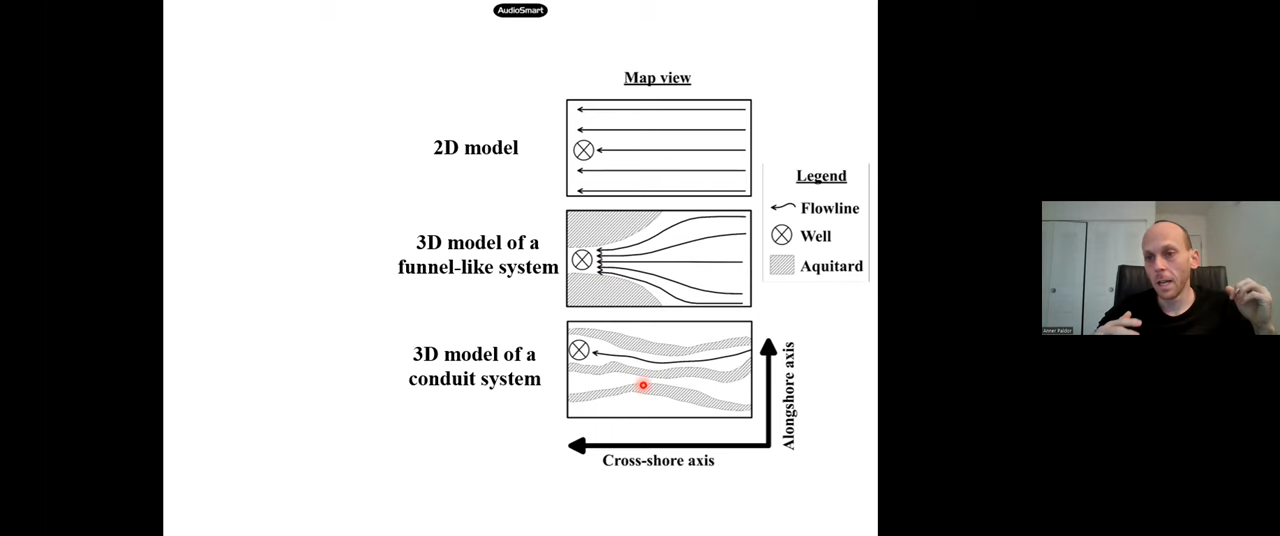 AudioSmart
Map view
2D model
Legend
Flowline
3D model of a
funnel-like system
Well
Aquitard
3D model of a
conduit system
Alongshore axis
Cross-shore axis